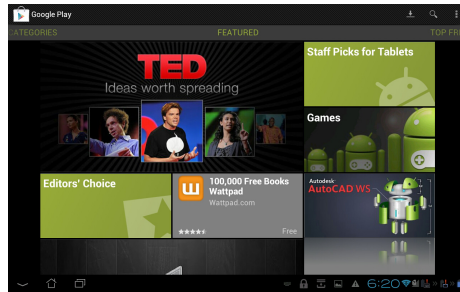 Google Play
CATEGORIES
FEATURED
TOP FR
TED
Ideas worth spreading
Staff Picks for Tablets
Games
Editors' Choice
100,000 Free Books
Wattpad
Wattpad.com
Free
Autodesk
AutoCAD WS
6:20